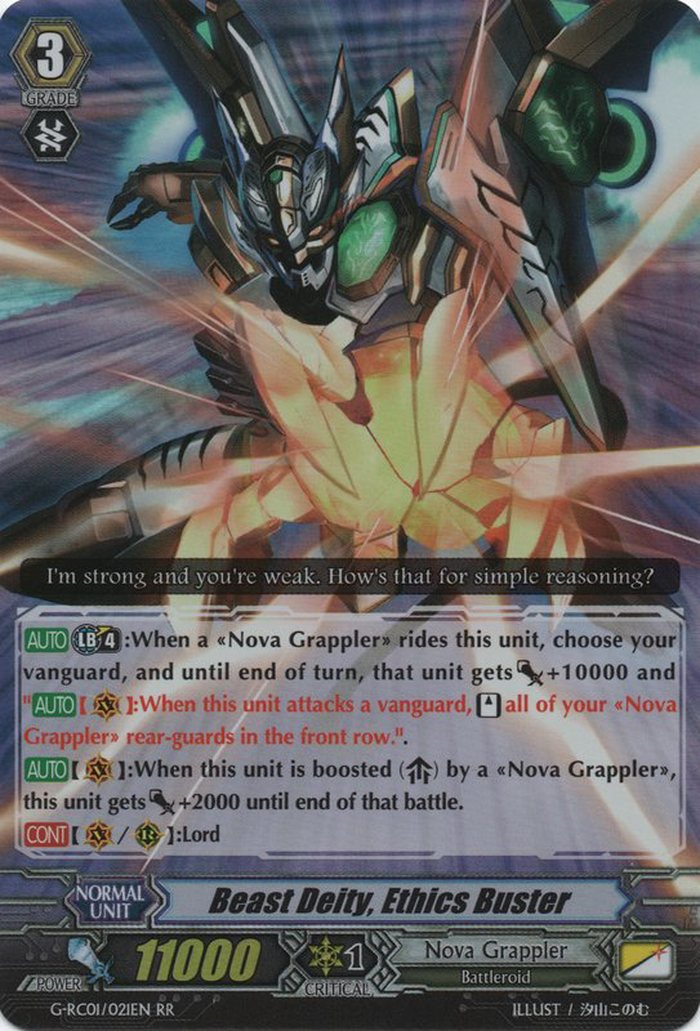 3
GRADE
I'm strong and you're weak. How's that for simple reasoning?
AUTO LB 4:When a «Nova Grappler» rides this unit, choose your
vanguard, and until end of turn, that unit gets +10000 and
"AUTO【V】:When this unit attacks a vanguard, all of your «Nova
Grappler» rear-guards in the front row.".
AUTO【V】:When this unit is boosted ( ) by a «Nova Grappler»,
this unit gets +2000 until end of that battle.
CONT【V / R】:Lord
NORMAL
UNIT
Beast Deity, Ethics Buster
POWER
11000
1
CRITICAL
Nova Grappler
Battleroid
G-RC01/021EN RR
ILLUST / 汐山このむ